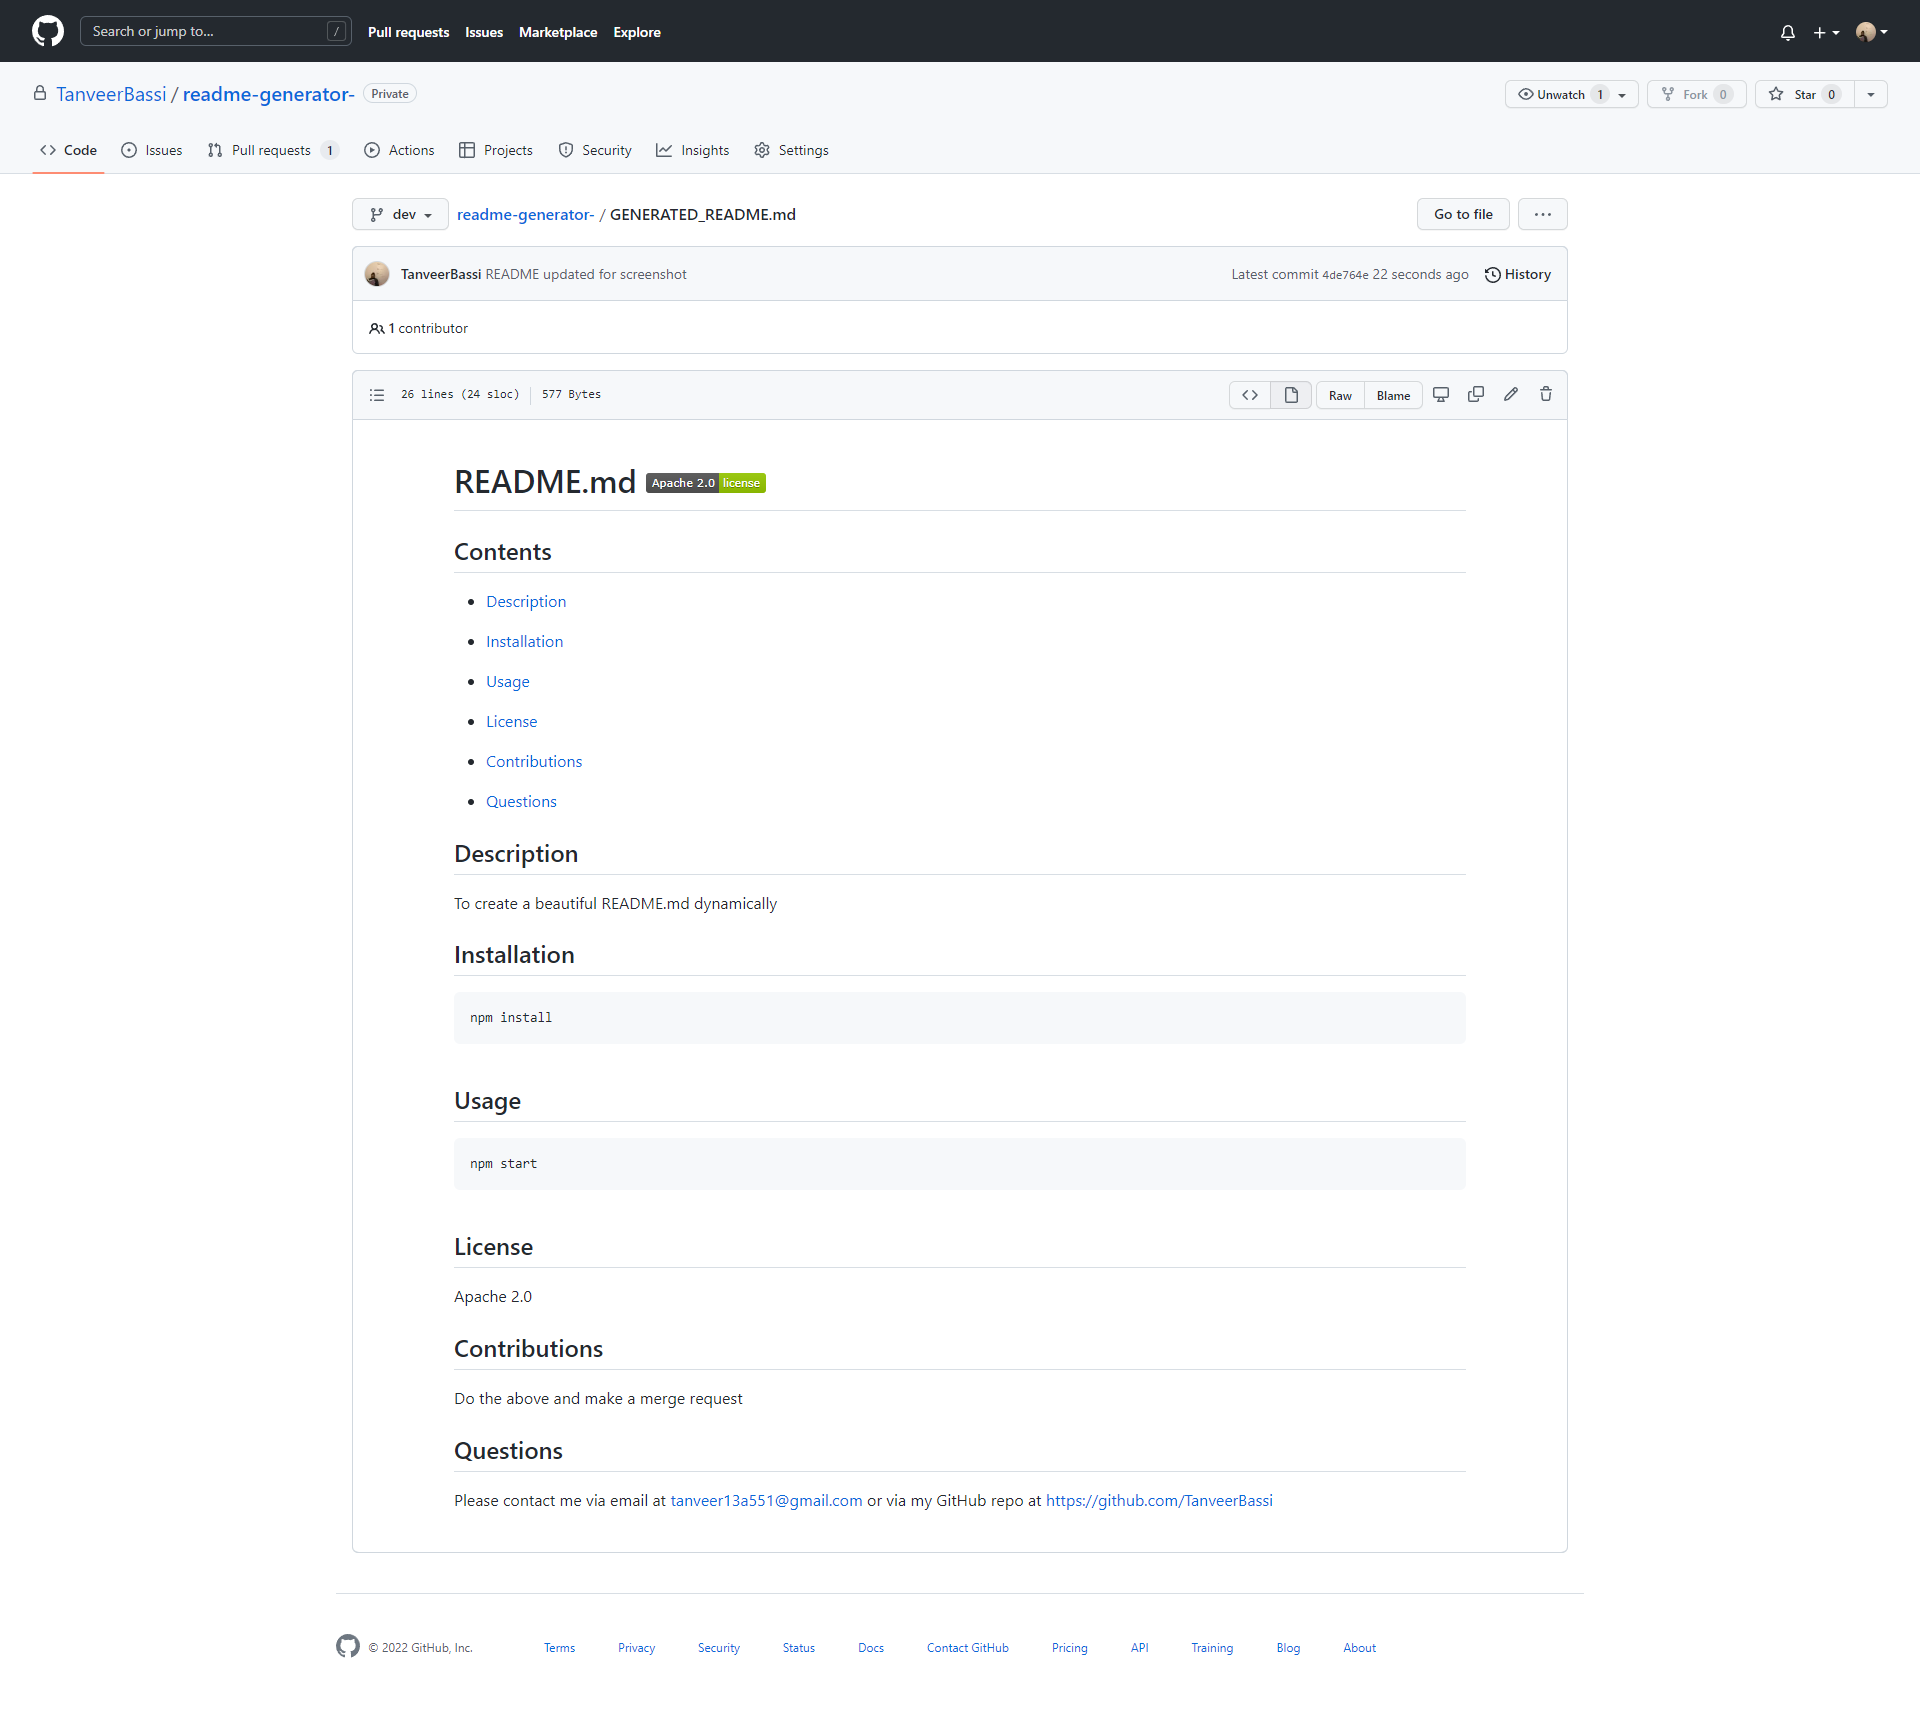 Search or jump to... /
Pull requests Issues Marketplace Explore
TanveerBassi / readme-generator- Private
Unwatch 1 Fork 0 Star 0
Code Issues Pull requests 1 Actions Projects Security Insights Settings
dev readme-generator- / GENERATED_README.md Go to file ...
TanveerBassi README updated for screenshot Latest commit 4de764e 22 seconds ago History
1 contributor
26 lines (24 sloc) 577 Bytes <> Raw Blame
README.md Apache 2.0 license
Contents
Description
Installation
Usage
License
Contributions
Questions
Description
To create a beautiful README.md dynamically
Installation
npm install
Usage
npm start
License
Apache 2.0
Contributions
Do the above and make a merge request
Questions
Please contact me via email at tanveer13a551@gmail.com or via my GitHub repo at https://github.com/TanveerBassi
© 2022 GitHub, Inc. Terms Privacy Security Status Docs Contact GitHub Pricing API Training Blog About